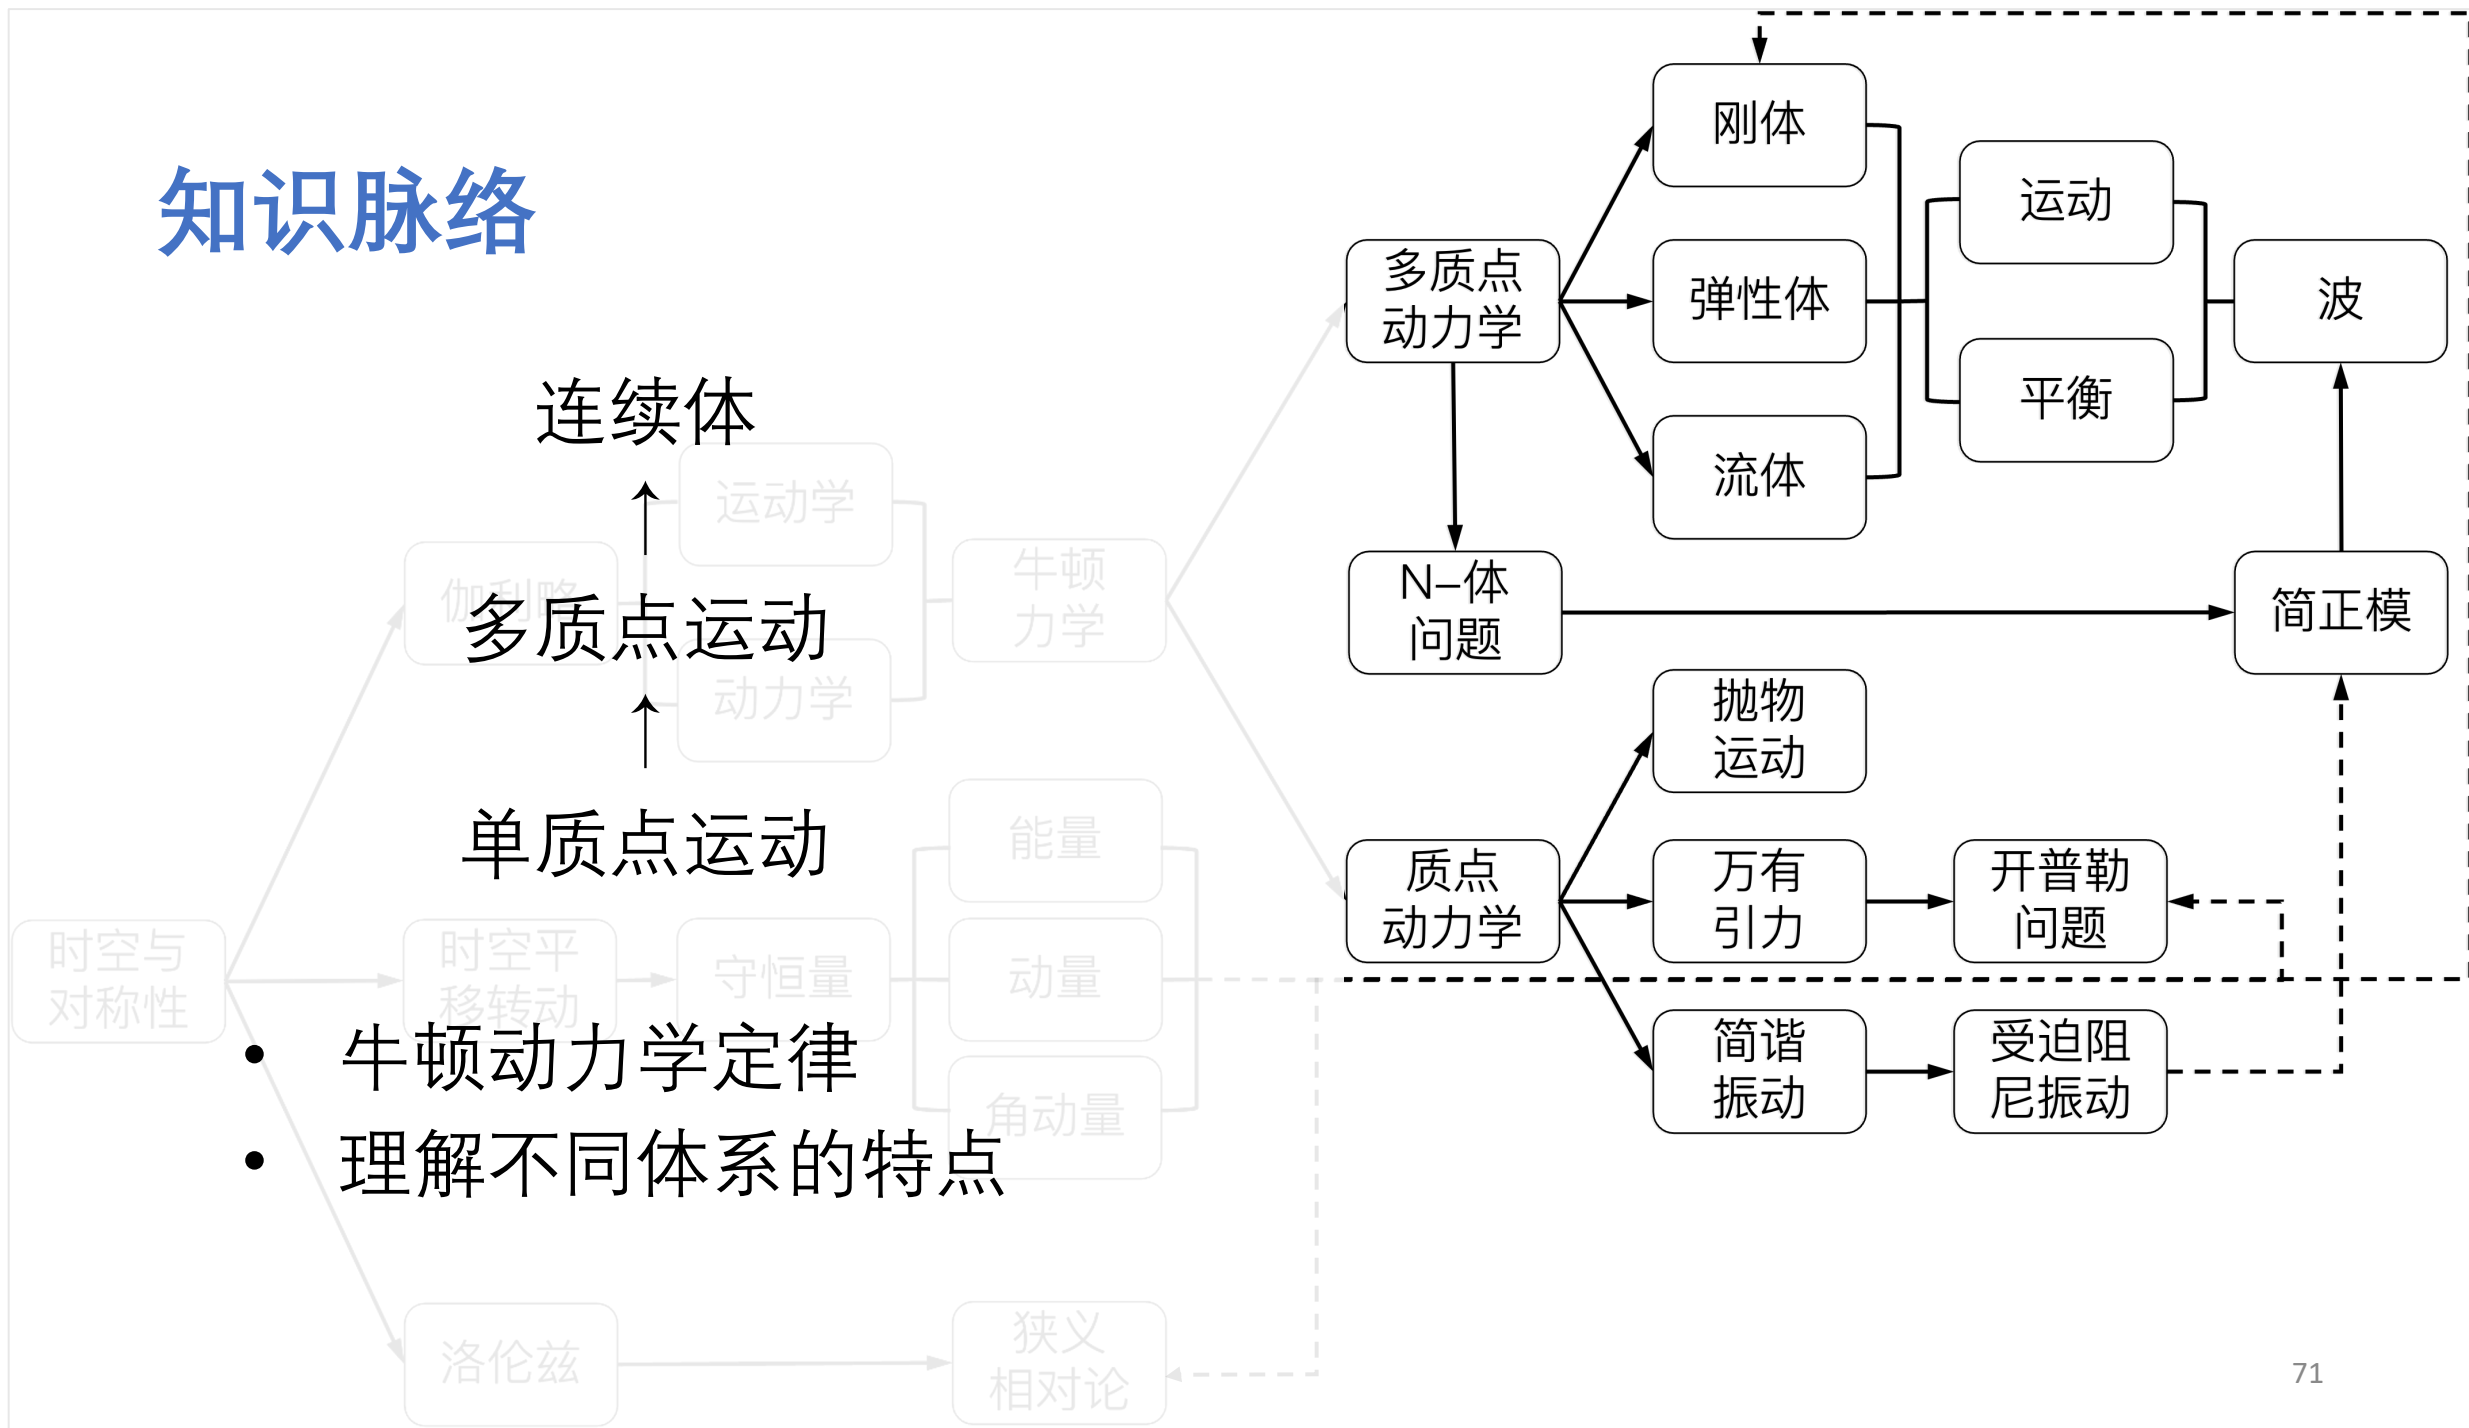 知识脉络
连续体
多质点运动
单质点运动
• 牛顿动力学定律
• 理解不同体系的特点
时空与
对称性
伽利略
运动学
动力学
牛顿
力学
时空平
移转动
守恒量
能量
动量
角动量
洛伦兹
狭义
相对论
多质点
动力学
刚体
弹性体
流体
运动
平衡
波
N-体
问题
简正模
质点
动力学
抛物
运动
万有
引力
开普勒
问题
简谐
振动
受迫阻
尼振动
71